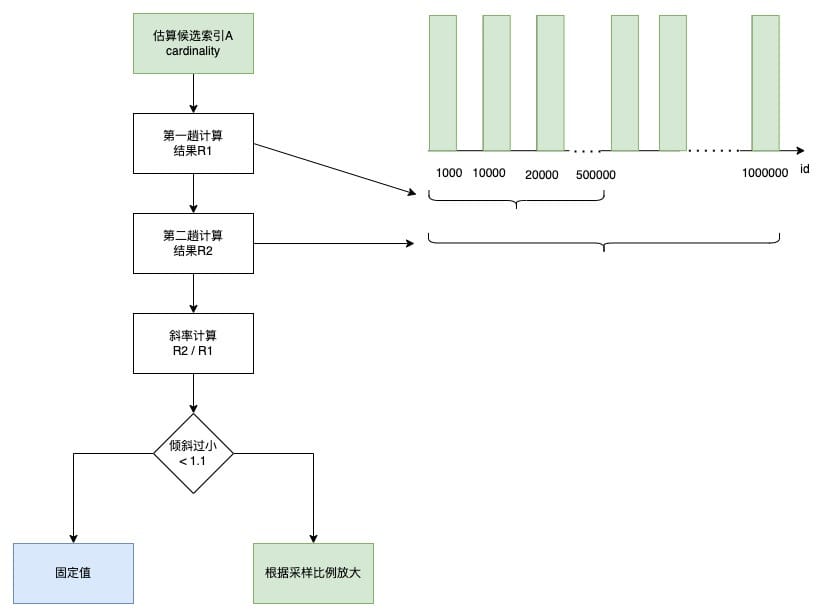 估算候选索引A
cardinality
第一趟计算
结果R1
第二趟计算
结果R2
斜率计算
R2 / R1
倾斜过小
< 1.1
固定值
根据采样比例放大
1000 10000 20000 500000 1000000 id